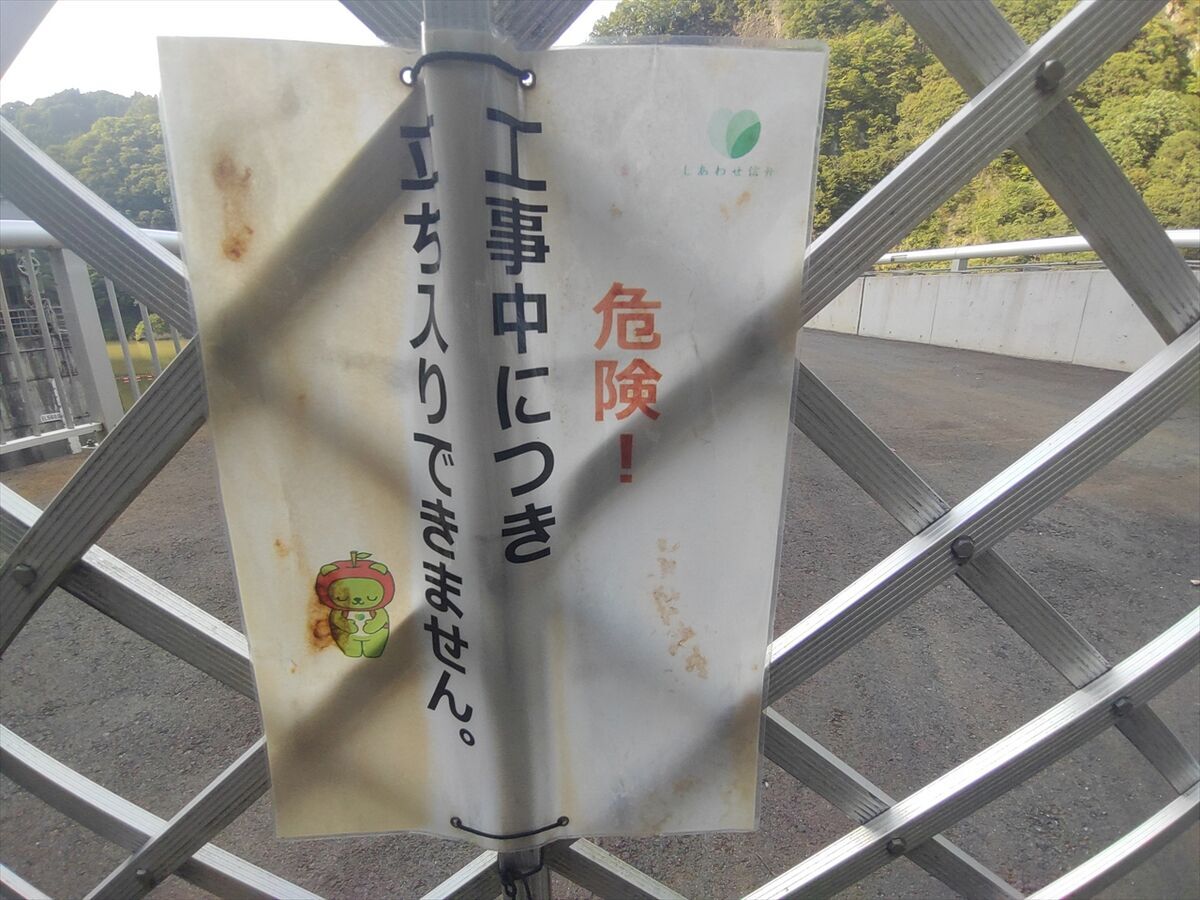 しあわせ信州
危険！
工事中につき
立ち入りできません。